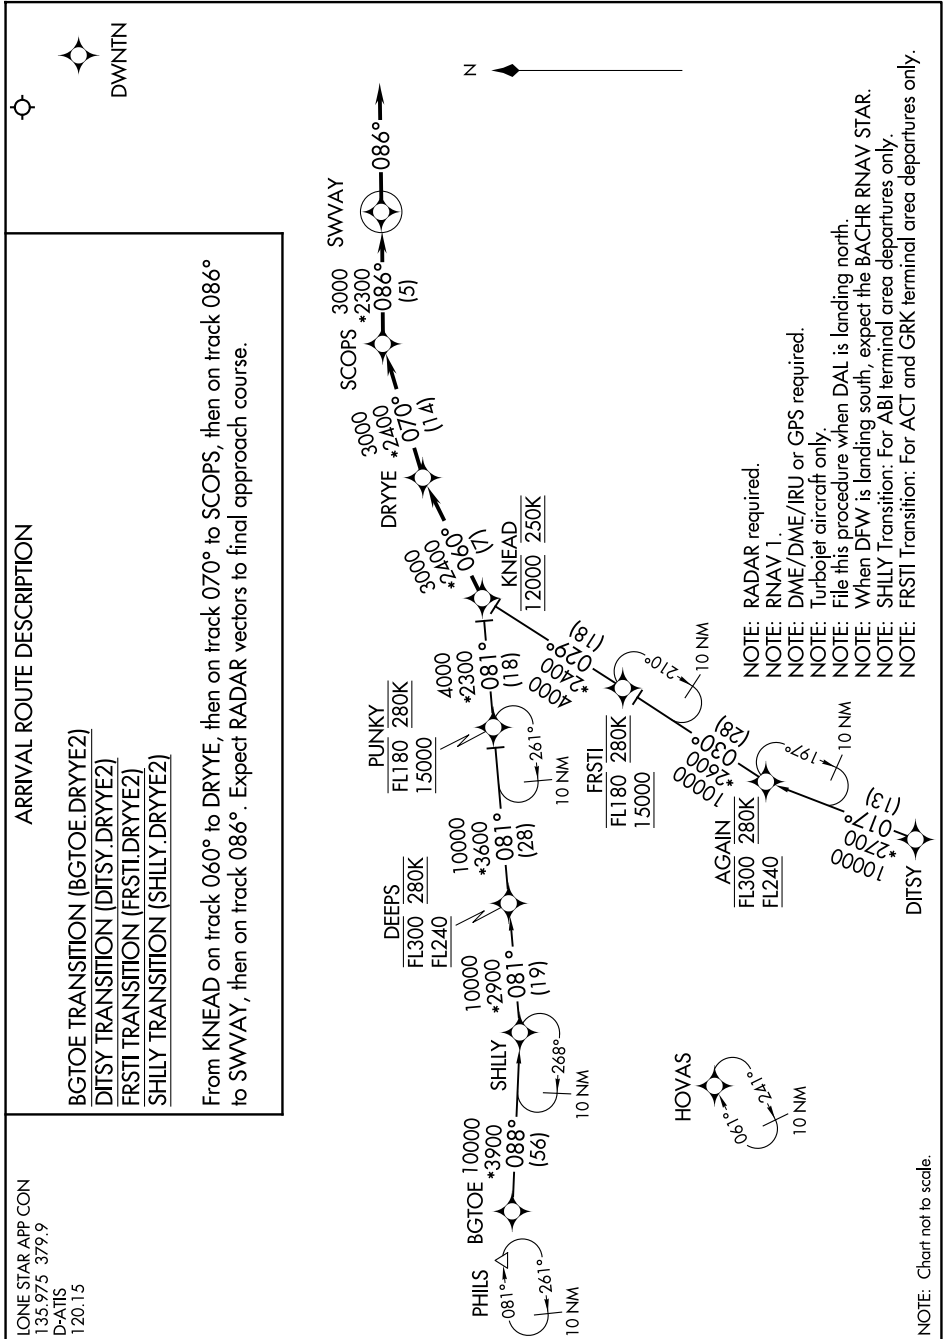 LONE STAR APP CON
135.975 379.9
D-ATIS
120.15
ARRIVAL ROUTE DESCRIPTION
BGTOE TRANSITION (BGTOE.DRYYE2)
DITSY TRANSITION (DITSY.DRYYE2)
FRSTI TRANSITION (FRSTI.DRYYE2)
SHLLY TRANSITION (SHLLY.DRYYE2)
From KNEAD on track 060° to DRYYE, then on track 070° to SCOPS, then on track 086°
to SWVAY, then on track 086°. Expect RADAR vectors to final approach course.
DWNTN
N
PHILS
081°
261°
10 NM
BGTOE
10000
*3900
088°
(56)
SHLLY
268°
10 NM
10000
*2900
081°
(19)
DEEPS
FL300 280K
FL240
10000
*3600
081°
(28)
PUNKY
FL180 280K
15000
261°
10 NM
4000
*2300
081°
(18)
KNEAD
12000 250K
3000
*2400
060°
(7)
DRYYE
3000
*2400
070°
(14)
SCOPS
3000
*2300
086°
(5)
SWVAY
086°
4000
*2400
029°
(18)
FRSTI
FL180 280K
15000
210°
10 NM
10000
*2600
030°
(28)
AGAIN
FL300 280K
FL240
197°
10 NM
10000
*2700
017°
(13)
DITSY
HOVAS
061°
241°
10 NM
NOTE: RADAR required.
NOTE: RNAV 1.
NOTE: DME/DME/IRU or GPS required.
NOTE: Turbojet aircraft only.
NOTE: File this procedure when DAL is landing north.
NOTE: When DFW is landing south, expect the BACHR RNAV STAR.
NOTE: SHLLY Transition: For ABI terminal area departures only.
NOTE: FRSTI Transition: For ACT and GRK terminal area departures only.
NOTE: Chart not to scale.